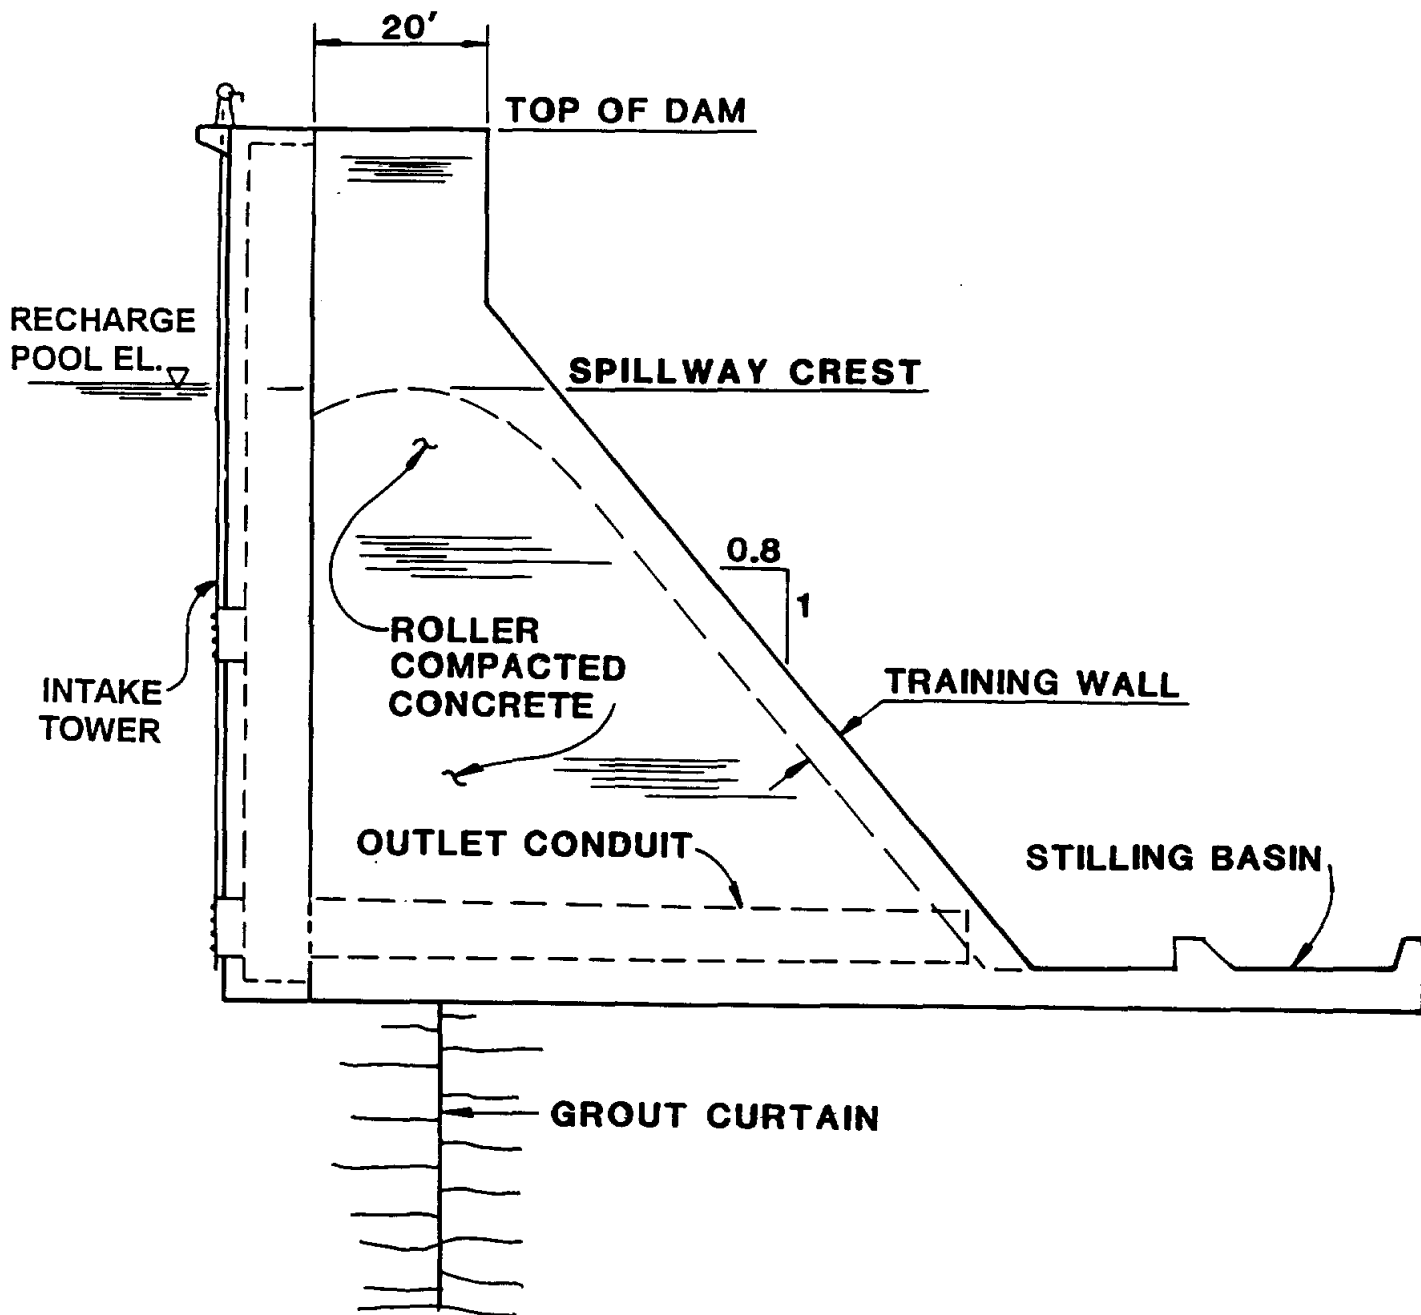 20'
TOP OF DAM
RECHARGE
POOL EL.
SPILLWAY CREST
0.8
1
ROLLER
COMPACTED
CONCRETE
INTAKE
TOWER
TRAINING WALL
OUTLET CONDUIT
STILLING BASIN
GROUT CURTAIN